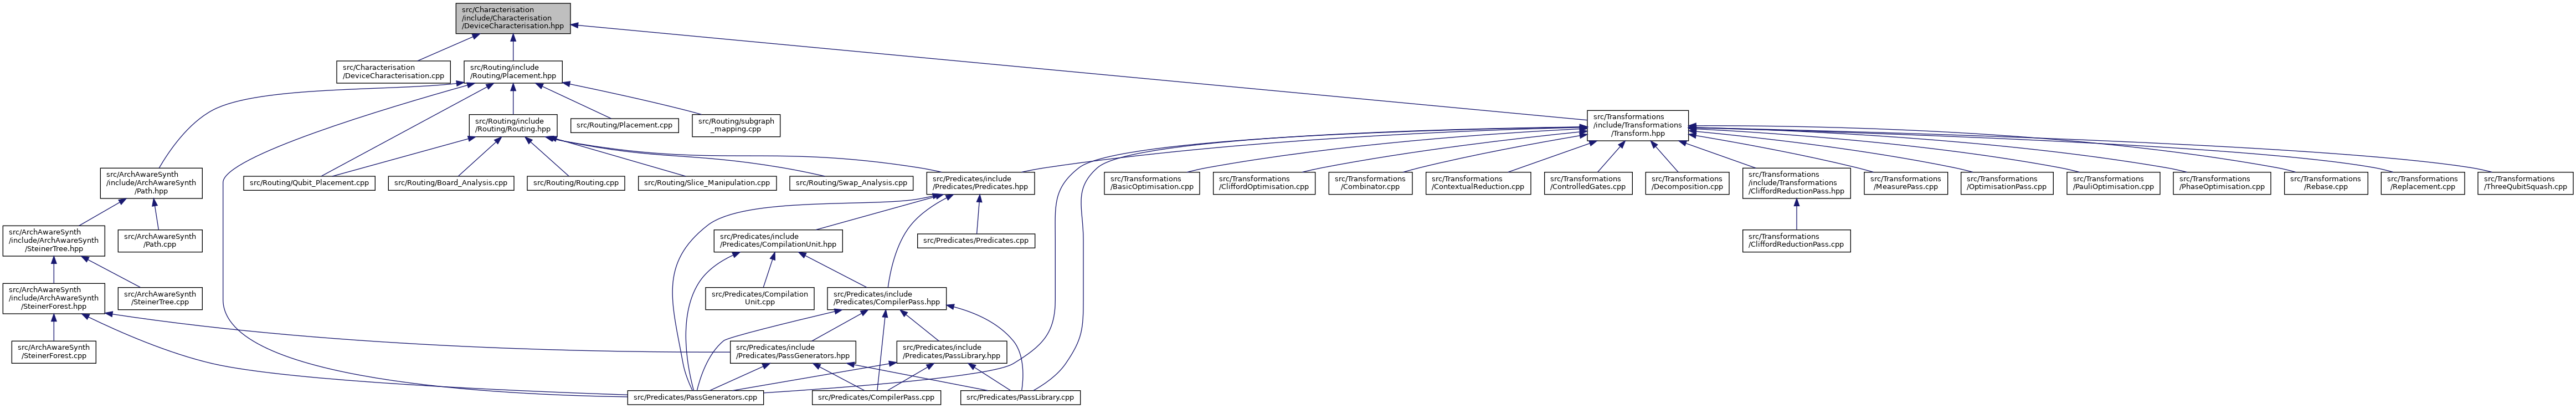 src/Characterisation
/include/Characterisation
/DeviceCharacterisation.hpp
src/Characterisation
/DeviceCharacterisation.cpp
src/Routing/include
/Routing/Placement.hpp
src/Routing/include
/Routing/Routing.hpp
src/Routing/Placement.cpp
src/Routing/subgraph
_mapping.cpp
src/Transformations
/include/Transformations
/Transform.hpp
src/ArchAwareSynth
/include/ArchAwareSynth
/Path.hpp
src/Routing/Qubit_Placement.cpp
src/Routing/Board_Analysis.cpp
src/Routing/Routing.cpp
src/Routing/Slice_Manipulation.cpp
src/Routing/Swap_Analysis.cpp
src/Predicates/include
/Predicates/Predicates.hpp
src/Transformations
/BasicOptimisation.cpp
src/Transformations
/CliffordOptimisation.cpp
src/Transformations
/Combinator.cpp
src/Transformations
/ContextualReduction.cpp
src/Transformations
/ControlledGates.cpp
src/Transformations
/Decomposition.cpp
src/Transformations
/include/Transformations
/CliffordReductionPass.hpp
src/Transformations
/MeasurePass.cpp
src/Transformations
/OptimisationPass.cpp
src/Transformations
/PauliOptimisation.cpp
src/Transformations
/PhaseOptimisation.cpp
src/Transformations
/Rebase.cpp
src/Transformations
/Replacement.cpp
src/Transformations
/ThreeQubitSquash.cpp
src/ArchAwareSynth
/include/ArchAwareSynth
/SteinerTree.hpp
src/ArchAwareSynth
/Path.cpp
src/Predicates/include
/Predicates/CompilationUnit.hpp
src/Predicates/Predicates.cpp
src/Transformations
/CliffordReductionPass.cpp
src/ArchAwareSynth
/include/ArchAwareSynth
/SteinerForest.hpp
src/ArchAwareSynth
/SteinerTree.cpp
src/Predicates/Compilation
Unit.cpp
src/Predicates/include
/Predicates/CompilerPass.hpp
src/ArchAwareSynth
/SteinerForest.cpp
src/Predicates/include
/Predicates/PassGenerators.hpp
src/Predicates/include
/Predicates/PassLibrary.hpp
src/Predicates/PassGenerators.cpp
src/Predicates/CompilerPass.cpp
src/Predicates/PassLibrary.cpp